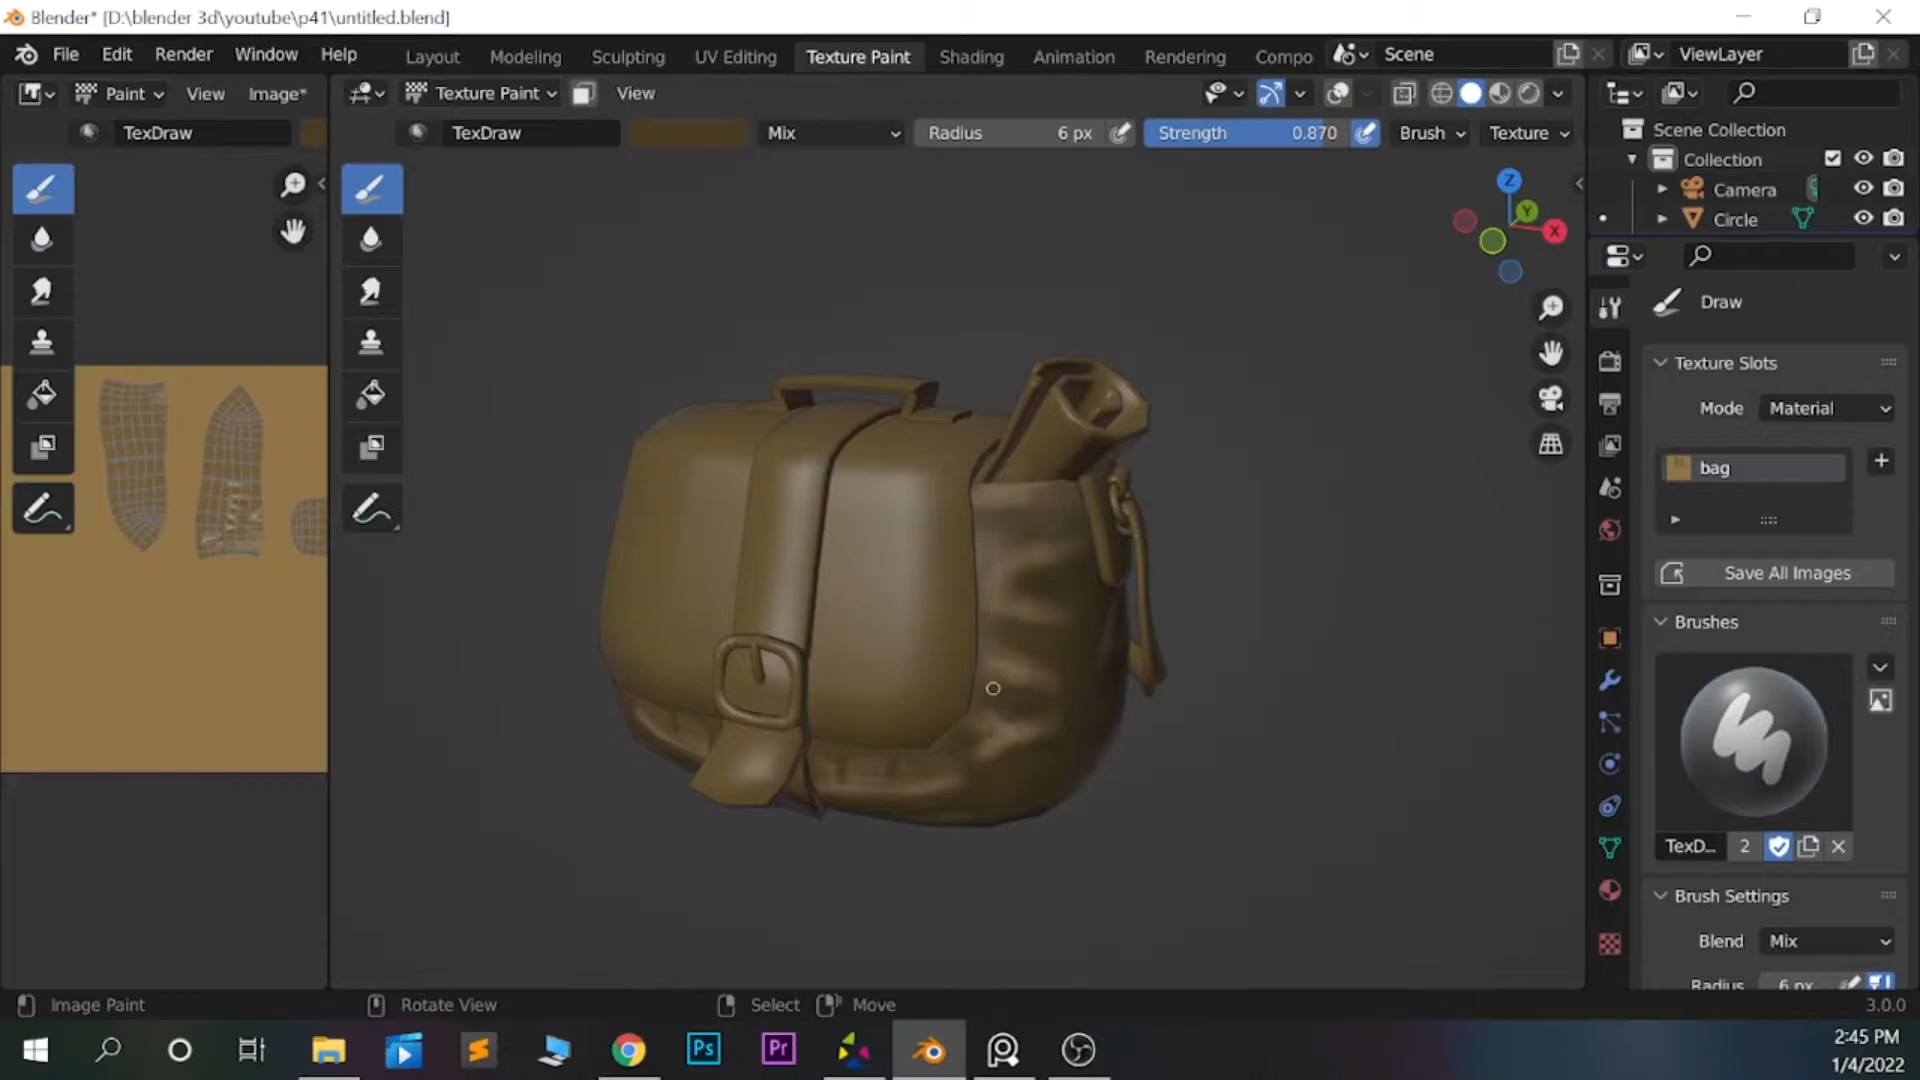 Blender* [D:\blender 3d\youtube\p41\untitled.blend]
File Edit Render Window Help Layout Modeling Sculpting UV Editing Texture Paint Shading Animation Rendering Compo Scene ViewLayer
Paint View Image* Texture Paint View
TexDraw TexDraw Mix Radius 6 px Strength 0.870 Brush Texture
Scene Collection
Collection
Camera
Circle
Z
Y
X
Draw
Texture Slots
Mode Material
bag
Save All Images
Brushes
TexD... 2
Brush Settings
Blend Mix
Radius 6 px
Image Paint Rotate View Select Move 3.0.0
Ps Pr
2:45 PM
1/4/2022